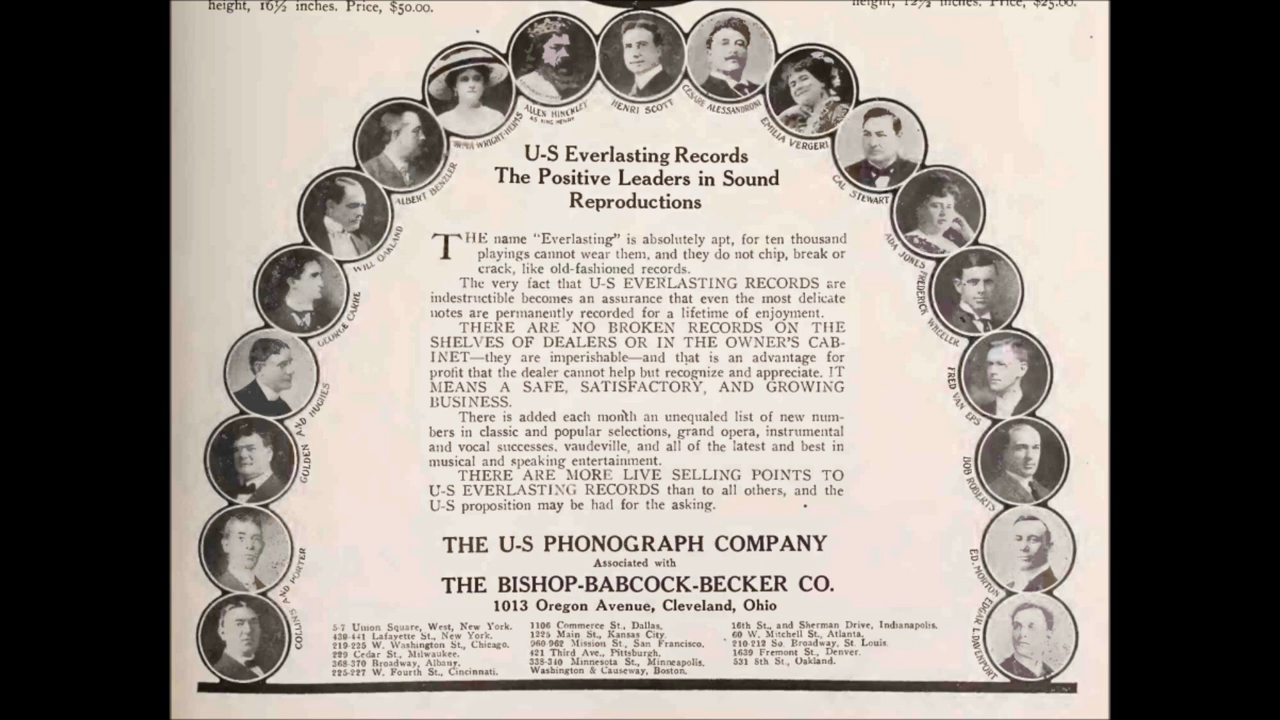 height, 16½ inches. Price, $50.00.
height, 12½ inches. Price, $25.00.
COLLINS AND PORTER
GOLDEN AND HUGHES
GEORGE CARRE
WILL OAKLAND
ALBERT BENZLER
WRIGHT-HEMS
ALLEN HINCKLEY
AS KING HENRY
HENRI SCOTT
CESARE ALESSANDRONI
EMILIA VERGERI
CAL STEWART
ADA JONES
FREDERICK WHEELER
FRED VAN EPS
BOB ROBERTS
ED. MORTON
EDGAR L. DAVENPORT
U-S Everlasting Records
The Positive Leaders in Sound
Reproductions
THE name "Everlasting" is absolutely apt, for ten thousand
playings cannot wear them, and they do not chip, break or
crack, like old-fashioned records.
The very fact that U-S EVERLASTING RECORDS are
indestructible becomes an assurance that even the most delicate
notes are permanently recorded for a lifetime of enjoyment.
THERE ARE NO BROKEN RECORDS ON THE
SHELVES OF DEALERS OR IN THE OWNER'S CAB-
INET—they are imperishable—and that is an advantage for
profit that the dealer cannot help but recognize and appreciate. IT
MEANS A SAFE, SATISFACTORY, AND GROWING
BUSINESS.
There is added each month an unequaled list of new num-
bers in classic and popular selections, grand opera, instrumental
and vocal successes, vaudeville, and all of the latest and best in
musical and speaking entertainment.
THERE ARE MORE LIVE SELLING POINTS TO
U-S EVERLASTING RECORDS than to all others, and the
U-S proposition may be had for the asking.
THE U-S PHONOGRAPH COMPANY
Associated with
THE BISHOP-BABCOCK-BECKER CO.
1013 Oregon Avenue, Cleveland, Ohio
5-7 Union Square, West, New York.
439-441 Lafayette St., New York.
219-225 W. Washington St., Chicago.
229 Cedar St., Milwaukee.
368-370 Broadway, Albany.
225-227 W. Fourth St., Cincinnati.
1106 Commerce St., Dallas.
1225 Main St., Kansas City.
960-962 Mission St., San Francisco.
421 Third Ave., Pittsburgh.
338-340 Minnesota St., Minneapolis.
Washington & Causeway, Boston.
16th St., and Sherman Drive, Indianapolis.
60 W. Mitchell St., Atlanta.
210-212 So. Broadway, St. Louis.
1639 Fremont St., Denver.
531 8th St., Oakland.